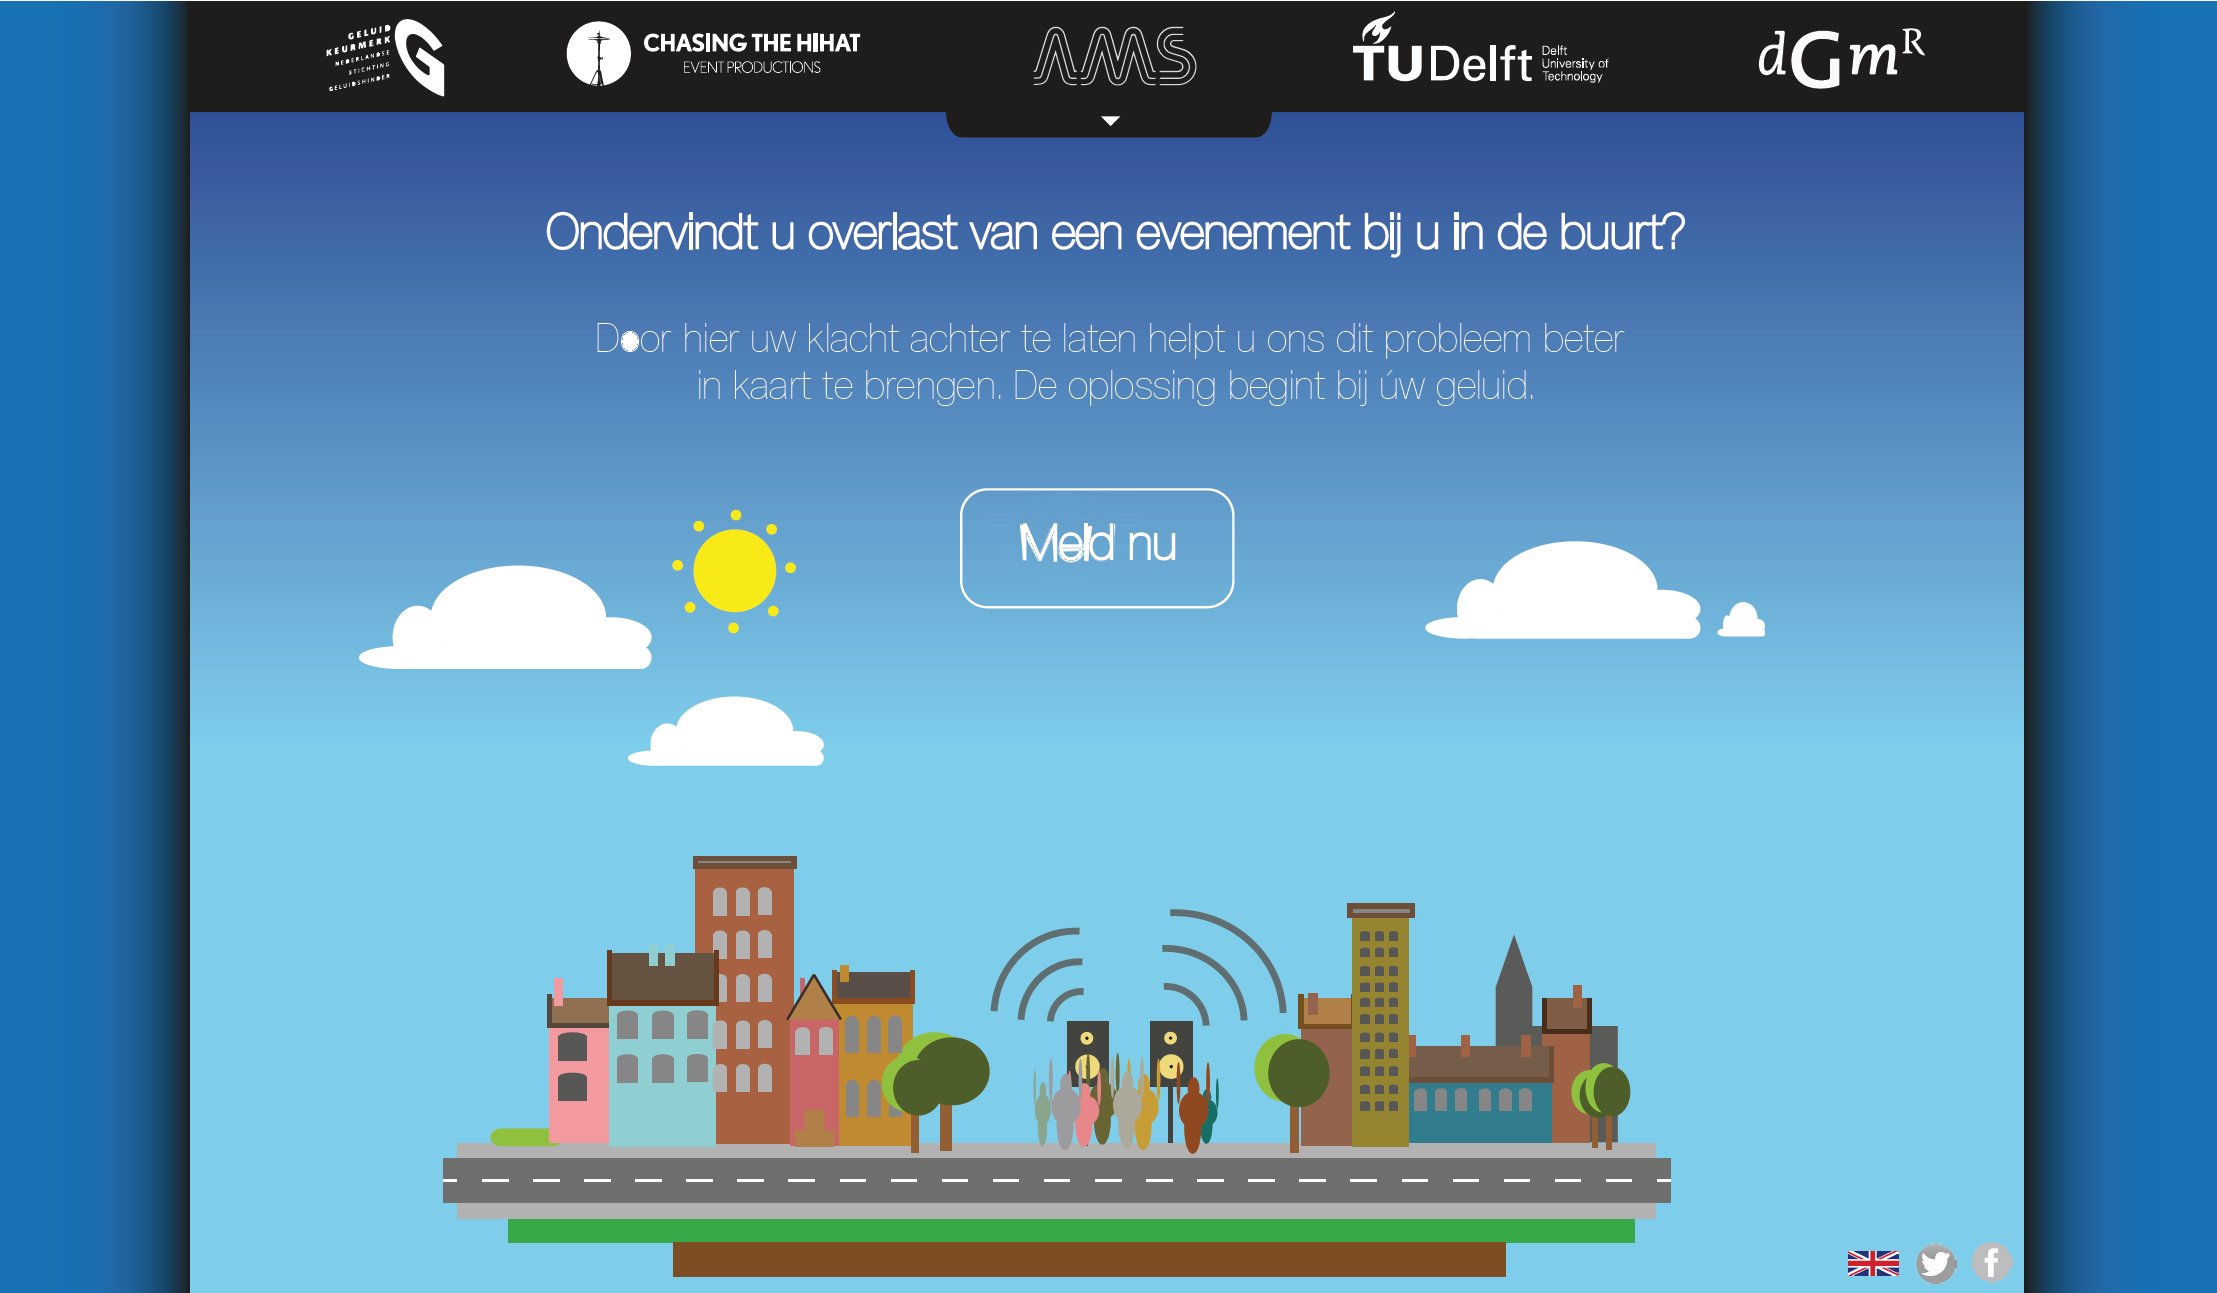 GELUID
KEURMERK
NEDERLANDSE
STICHTING
GELUIDSHINDER
CHASING THE HIHAT
EVENT PRODUCTIONS
AMS
TU Delft
Delft
University of
Technology
dGmR
Ondervindt u overlast van een evenement bij u in de buurt?
Door hier uw klacht achter te laten helpt u ons dit probleem beter
in kaart te brengen. De oplossing begint bij úw geluid.
Meld nu